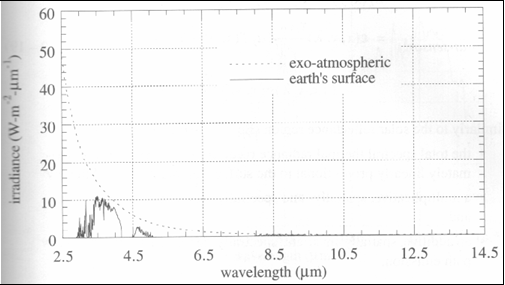 60
50
40
30
20
10
0
irradiance (W-m-2-μm-1)
exo-atmospheric
earth's surface
2.5 4.5 6.5 8.5 10.5 12.5 14.5
wavelength (μm)